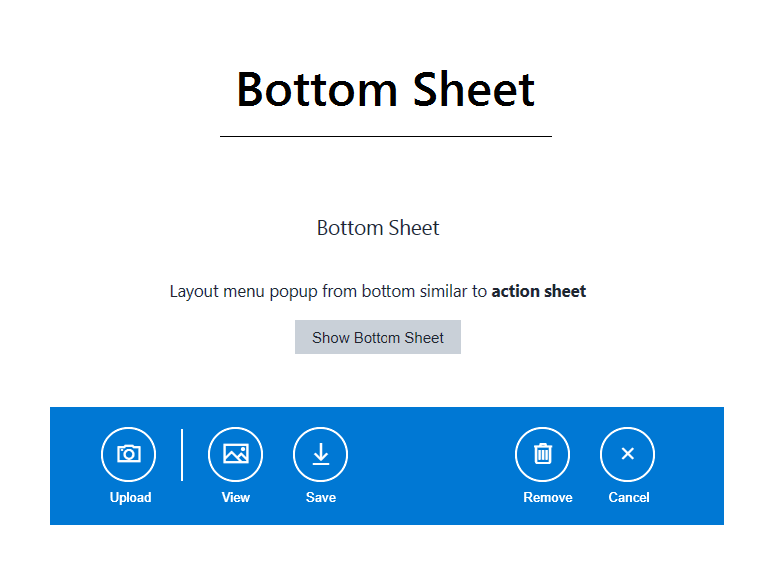 Bottom Sheet
Bottom Sheet
Layout menu popup from bottom similar to action sheet
Show Bottom Sheet
Upload View Save Remove Cancel